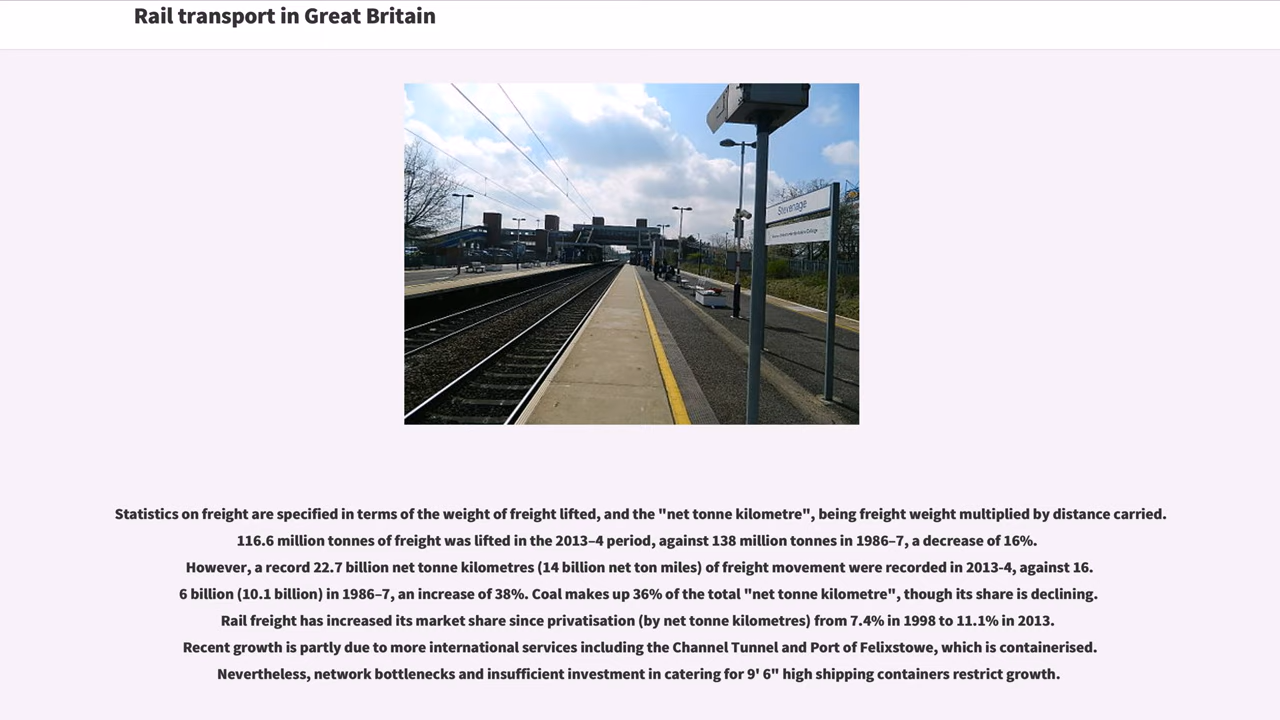 Rail transport in Great Britain
Stevenage
Statistics on freight are specified in terms of the weight of freight lifted, and the "net tonne kilometre", being freight weight multiplied by distance carried.
116.6 million tonnes of freight was lifted in the 2013–4 period, against 138 million tonnes in 1986–7, a decrease of 16%.
However, a record 22.7 billion net tonne kilometres (14 billion net ton miles) of freight movement were recorded in 2013-4, against 16.
6 billion (10.1 billion) in 1986–7, an increase of 38%. Coal makes up 36% of the total "net tonne kilometre", though its share is declining.
Rail freight has increased its market share since privatisation (by net tonne kilometres) from 7.4% in 1998 to 11.1% in 2013.
Recent growth is partly due to more international services including the Channel Tunnel and Port of Felixstowe, which is containerised.
Nevertheless, network bottlenecks and insufficient investment in catering for 9' 6" high shipping containers restrict growth.